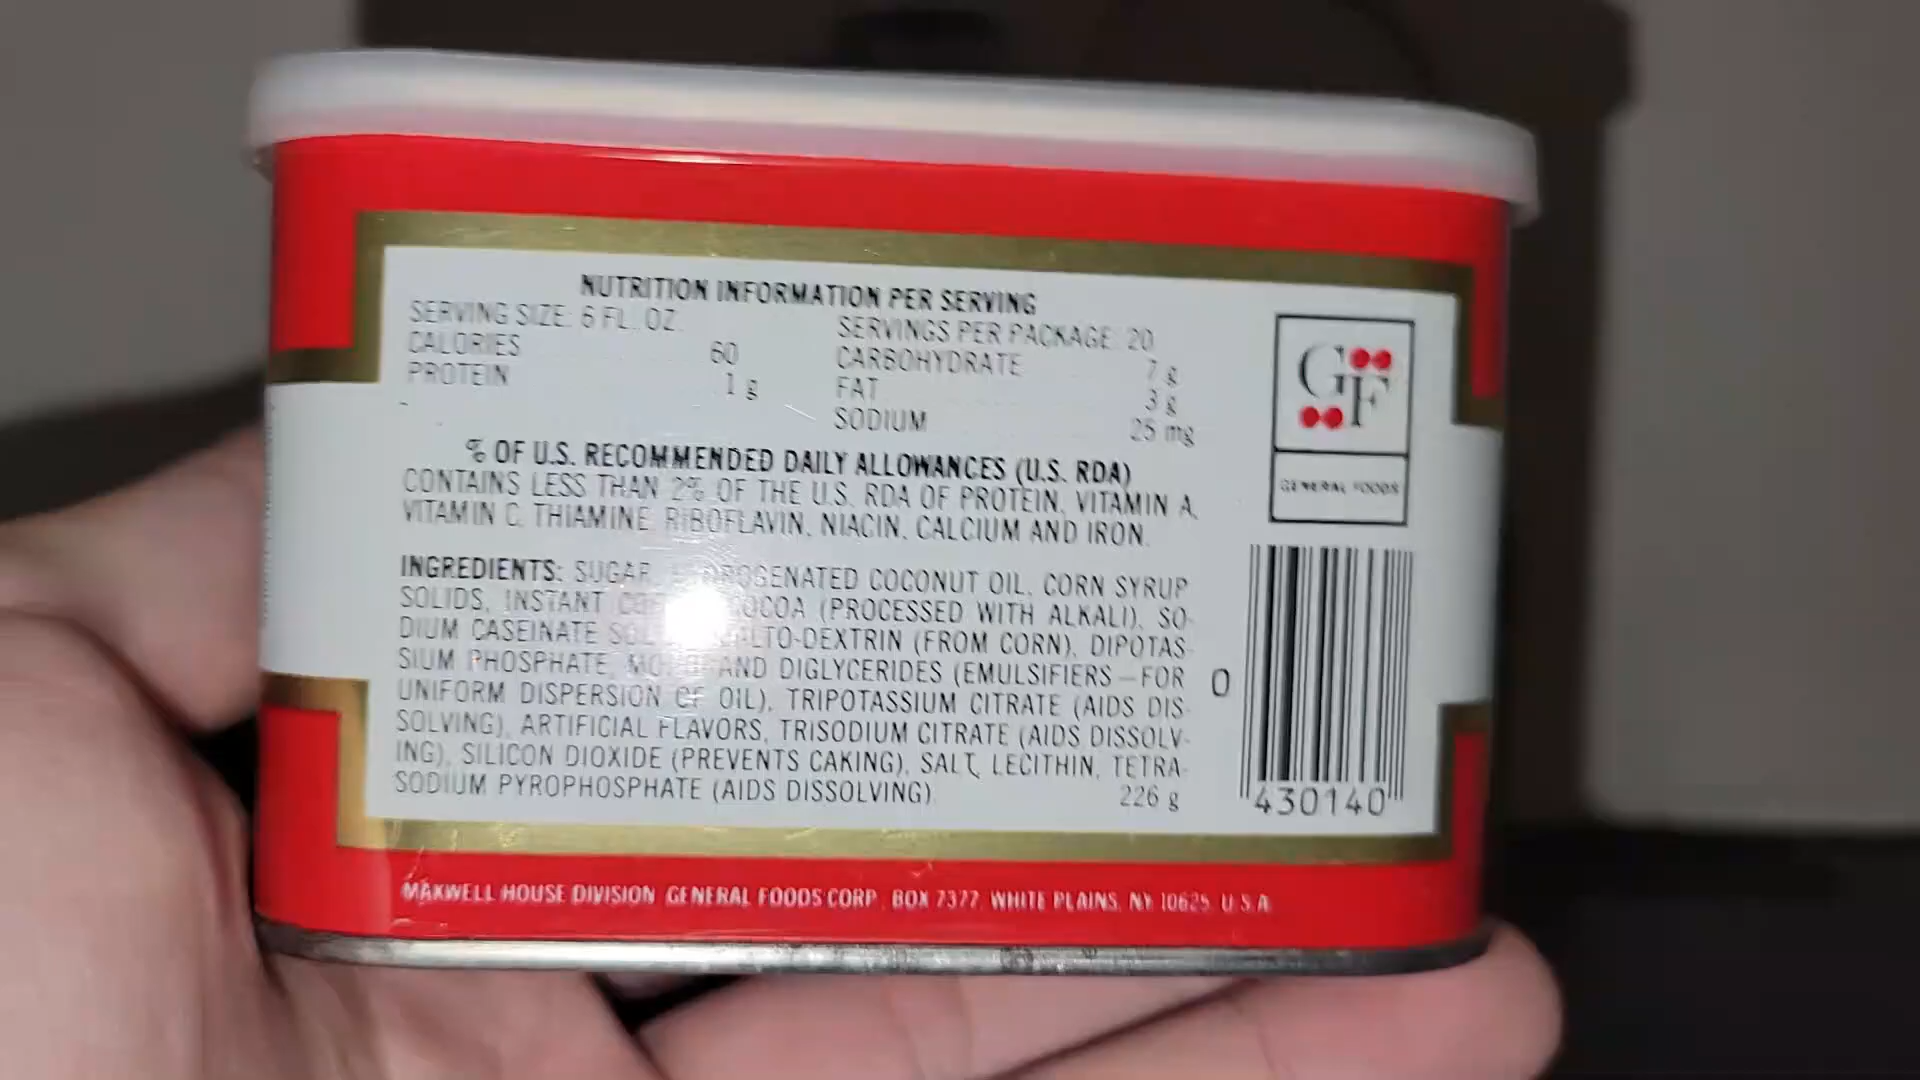 NUTRITION INFORMATION PER SERVING
SERVING SIZE: 6 FL. OZ. SERVINGS PER PACKAGE: 20
CALORIES 60 CARBOHYDRATE 7 g
PROTEIN 1 g FAT 3 g
SODIUM 25 mg
% OF U.S. RECOMMENDED DAILY ALLOWANCES (U.S. RDA)
CONTAINS LESS THAN 2% OF THE U.S. RDA OF PROTEIN, VITAMIN A,
VITAMIN C, THIAMINE, RIBOFLAVIN, NIACIN, CALCIUM AND IRON.
INGREDIENTS: SUGAR, COCONUT OIL, CORN SYRUP
SOLIDS, INSTANT COCOA (PROCESSED WITH ALKALI), SO-
DIUM CASEINATE (FROM CORN), DIPOTAS-
SIUM PHOSPHATE, AND DIGLYCERIDES (EMULSIFIERS—FOR
UNIFORM DISPERSION OF OIL), TRIPOTASSIUM CITRATE (AIDS DIS-
SOLVING), ARTIFICIAL FLAVORS, TRISODIUM CITRATE (AIDS DISSOLV-
ING), SILICON DIOXIDE (PREVENTS CAKING), SALT, LECITHIN, TETRA-
SODIUM PYROPHOSPHATE (AIDS DISSOLVING) 226 g
GF
GENERAL FOODS
0 430140
MAXWELL HOUSE DIVISION GENERAL FOODS CORP., BOX 7377, WHITE PLAINS, NY 10625 U.S.A.